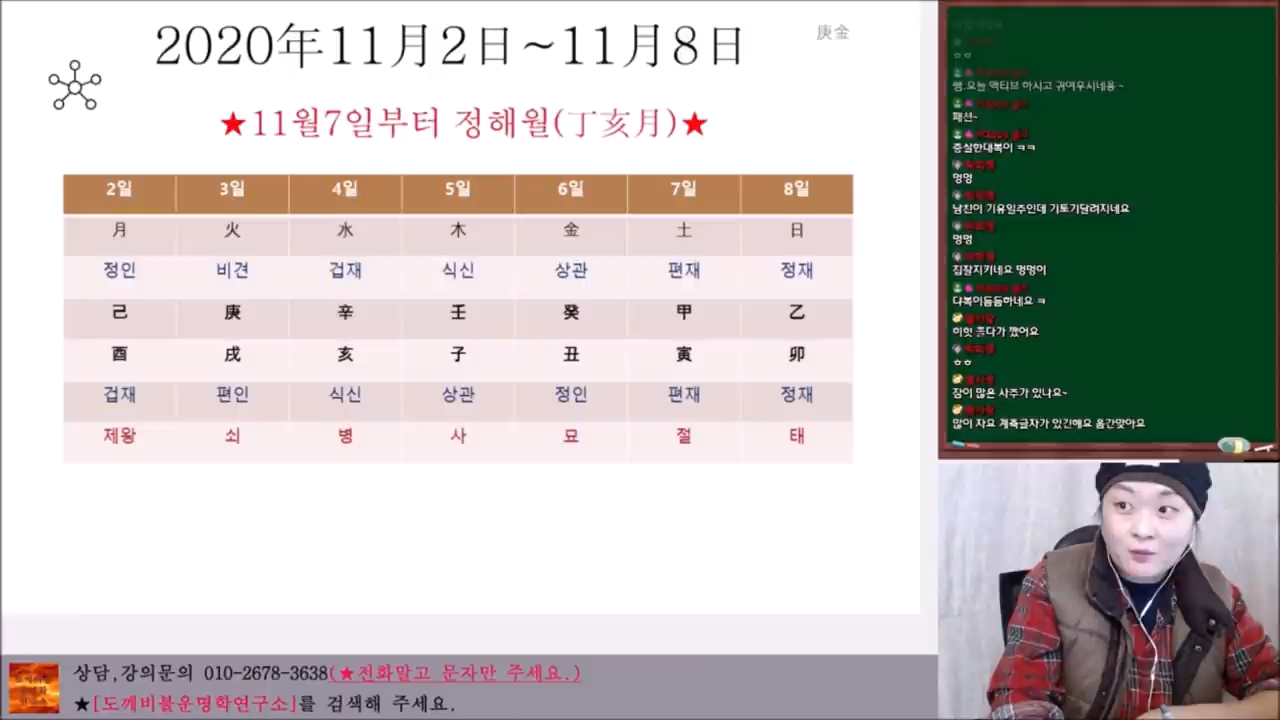 2020年11月2日~11月8日
庚金
★11월7일부터 정해월(丁亥月)★
2일 3일 4일 5일 6일 7일 8일
月 火 水 木 金 土 日
정인 비견 겁재 식신 상관 편재 정재
己 庚 辛 壬 癸 甲 乙
酉 戌 亥 子 丑 寅 卯
겁재 편인 식신 상관 정인 편재 정재
제왕 쇠 병 사 묘 절 태
상담,강의문의 010-2678-3638(★전화말고 문자만 주세요.)
★[도깨비불운명학연구소]를 검색해 주세요.
ㅎㅎ
쌤.오늘 액티브 하시고 귀여우시네용~
패션~
증실한대복이 ㅋㅋ
멍멍
남친이 기유일주인데 기토기달려지네요
멍멍
집잘지키네요 멍멍이
댜복이듬듬하네요 ㅋ
이힛 졸다가 깼어요
ㅎㅎ
잠이 많은 사주가 있나요~
많이 자요 계축글자가 있긴해요 음간맞아요